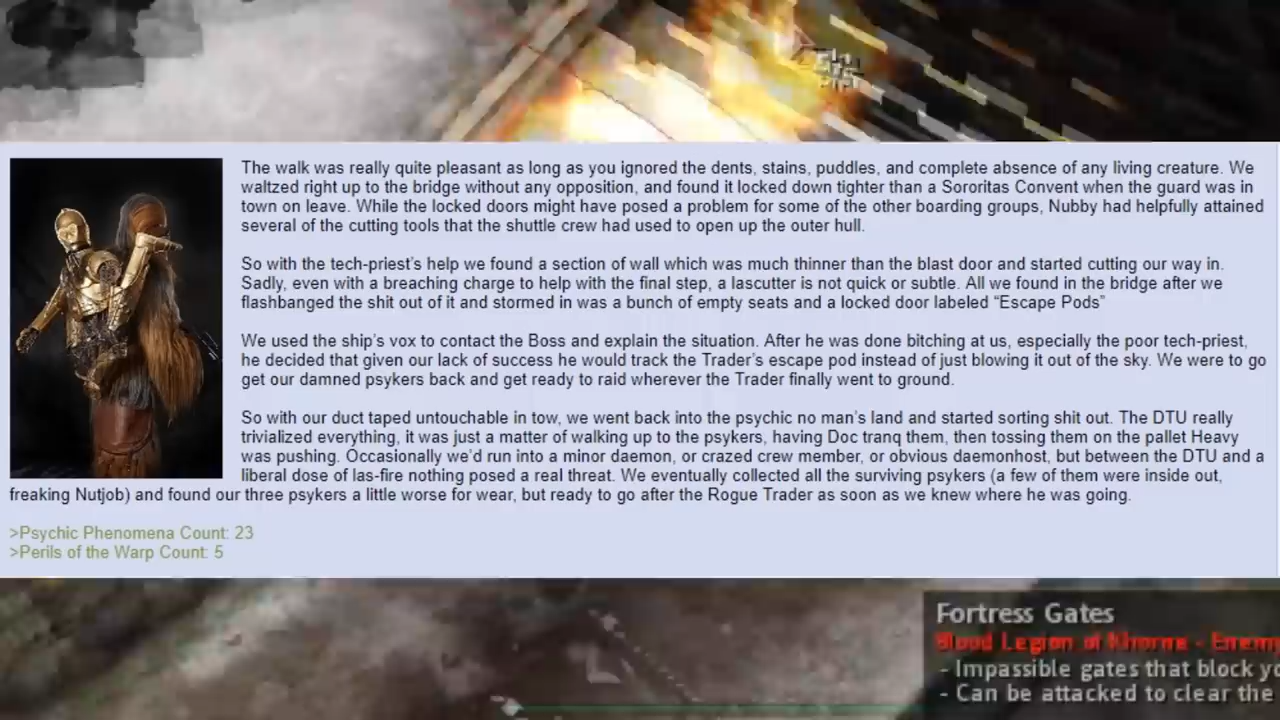 The walk was really quite pleasant as long as you ignored the dents, stains, puddles, and complete absence of any living creature. We
waltzed right up to the bridge without any opposition, and found it locked down tighter than a Sororitas Convent when the guard was in
town on leave. While the locked doors might have posed a problem for some of the other boarding groups, Nubby had helpfully attained
several of the cutting tools that the shuttle crew had used to open up the outer hull.
So with the tech-priest's help we found a section of wall which was much thinner than the blast door and started cutting our way in.
Sadly, even with a breaching charge to help with the final step, a lascutter is not quick or subtle. All we found in the bridge after we
flashbanged the shit out of it and stormed in was a bunch of empty seats and a locked door labeled “Escape Pods”
We used the ship's vox to contact the Boss and explain the situation. After he was done bitching at us, especially the poor tech-priest,
he decided that given our lack of success he would track the Trader's escape pod instead of just blowing it out of the sky. We were to go
get our damned psykers back and get ready to raid wherever the Trader finally went to ground.
So with our duct taped untouchable in tow, we went back into the psychic no man's land and started sorting shit out. The DTU really
trivialized everything, it was just a matter of walking up to the psykers, having Doc tranq them, then tossing them on the pallet Heavy
was pushing. Occasionally we'd run into a minor daemon, or crazed crew member, or obvious daemonhost, but between the DTU and a
liberal dose of las-fire nothing posed a real threat. We eventually collected all the surviving psykers (a few of them were inside out,
freaking Nutjob) and found our three psykers a little worse for wear, but ready to go after the Rogue Trader as soon as we knew where he was going.
>Psychic Phenomena Count: 23
>Perils of the Warp Count: 5
Fortress Gates
Blood Legion of Khorne - Enemy
- Impassible gates that block yo
- Can be attacked to clear the